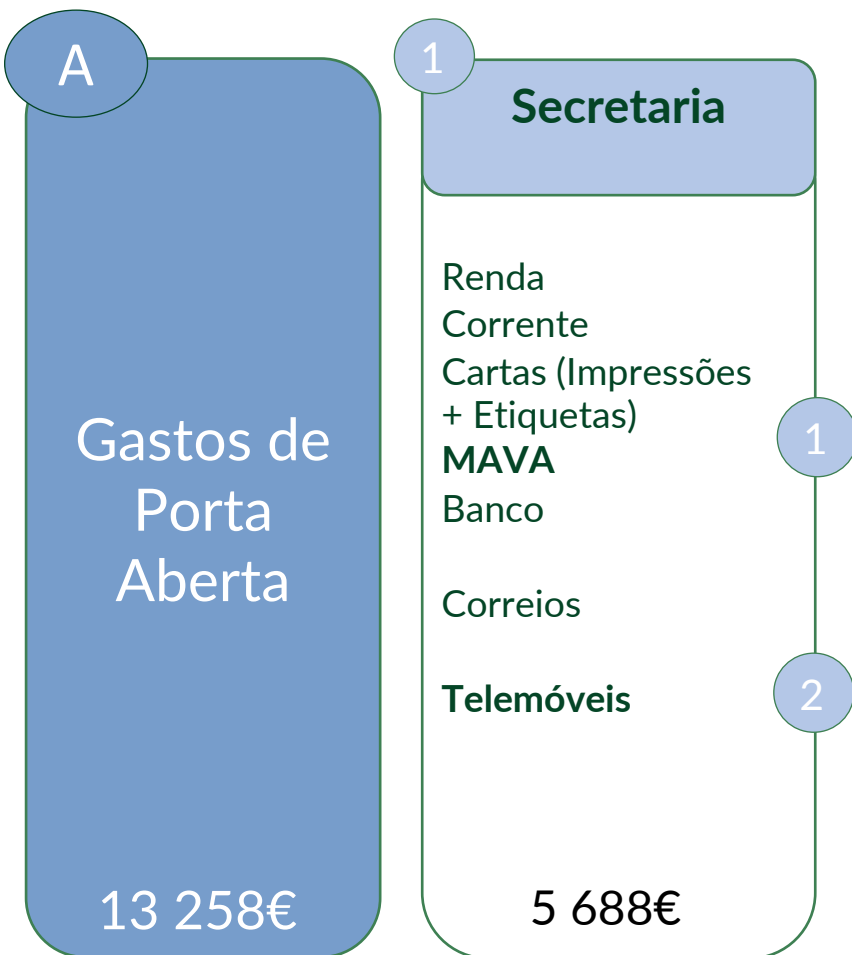 A
Gastos de
Porta
Aberta
13 258€
1
Secretaria
Renda
Corrente
Cartas (Impressões
+ Etiquetas)
1
MAVA
Banco
Correios
Telemóveis
2
5 688€